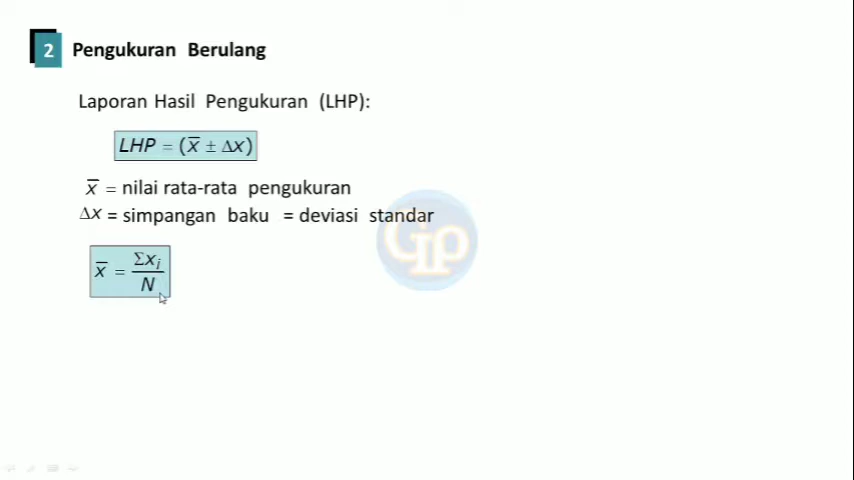 2 Pengukuran Berulang
Laporan Hasil Pengukuran (LHP):
LHP = (x̅ ± Δx)
x̅ = nilai rata-rata pengukuran
Δx = simpangan baku = deviasi standar
x̅ = Σxᵢ / N
GIP